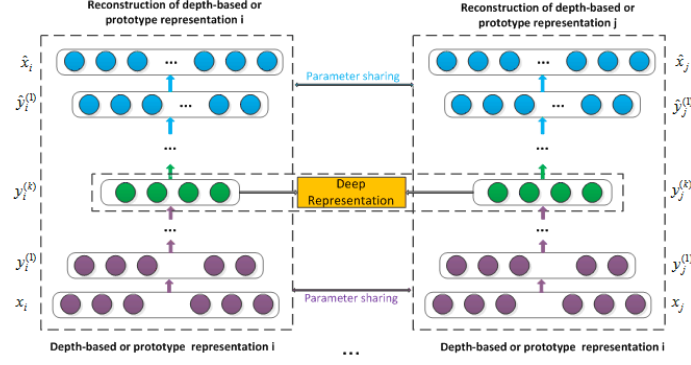 Reconstruction of depth-based or
prototype representation i
Reconstruction of depth-based or
prototype representation j
x̂ᵢ
...
...
x̂ⱼ
Parameter sharing
ŷᵢ⁽¹⁾
...
...
ŷⱼ⁽¹⁾
...
...
yᵢ⁽ᵏ⁾
Deep
Representation
yⱼ⁽ᵏ⁾
...
...
yᵢ⁽¹⁾
yⱼ⁽¹⁾
Parameter sharing
xᵢ
xⱼ
Depth-based or prototype representation i
...
Depth-based or prototype representation i